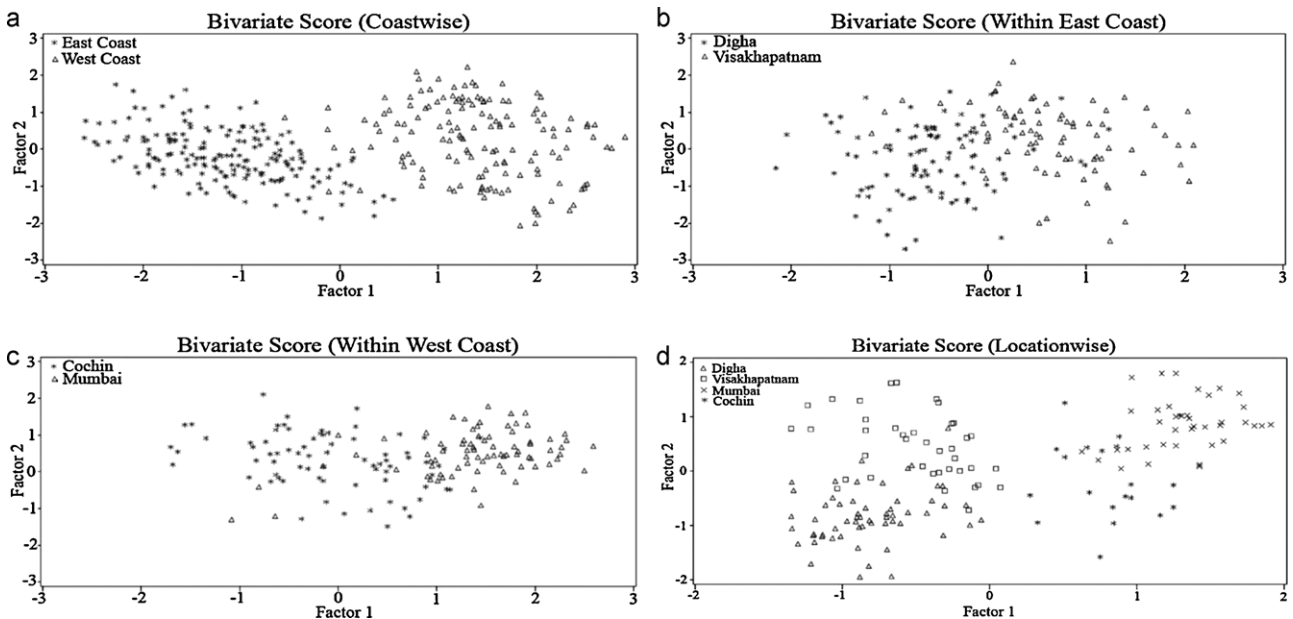 a
Bivariate Score (Coastwise)
East Coast
West Coast
3
2
1
0
-1
-2
-3
Factor 2
-3
-2
-1
0
1
2
3
Factor 1
b
Bivariate Score (Within East Coast)
Digha
Visakhapatnam
3
2
1
0
-1
-2
-3
Factor 2
-3
-2
-1
0
1
2
3
Factor 1
c
Bivariate Score (Within West Coast)
Cochin
Mumbai
3
2
1
0
-1
-2
-3
Factor 2
-3
-2
-1
0
1
2
3
Factor 1
d
Bivariate Score (Locationwise)
Digha
Visakhapatnam
Mumbai
Cochin
2
1
0
-1
-2
Factor 2
-2
-1
0
1
2
Factor 1